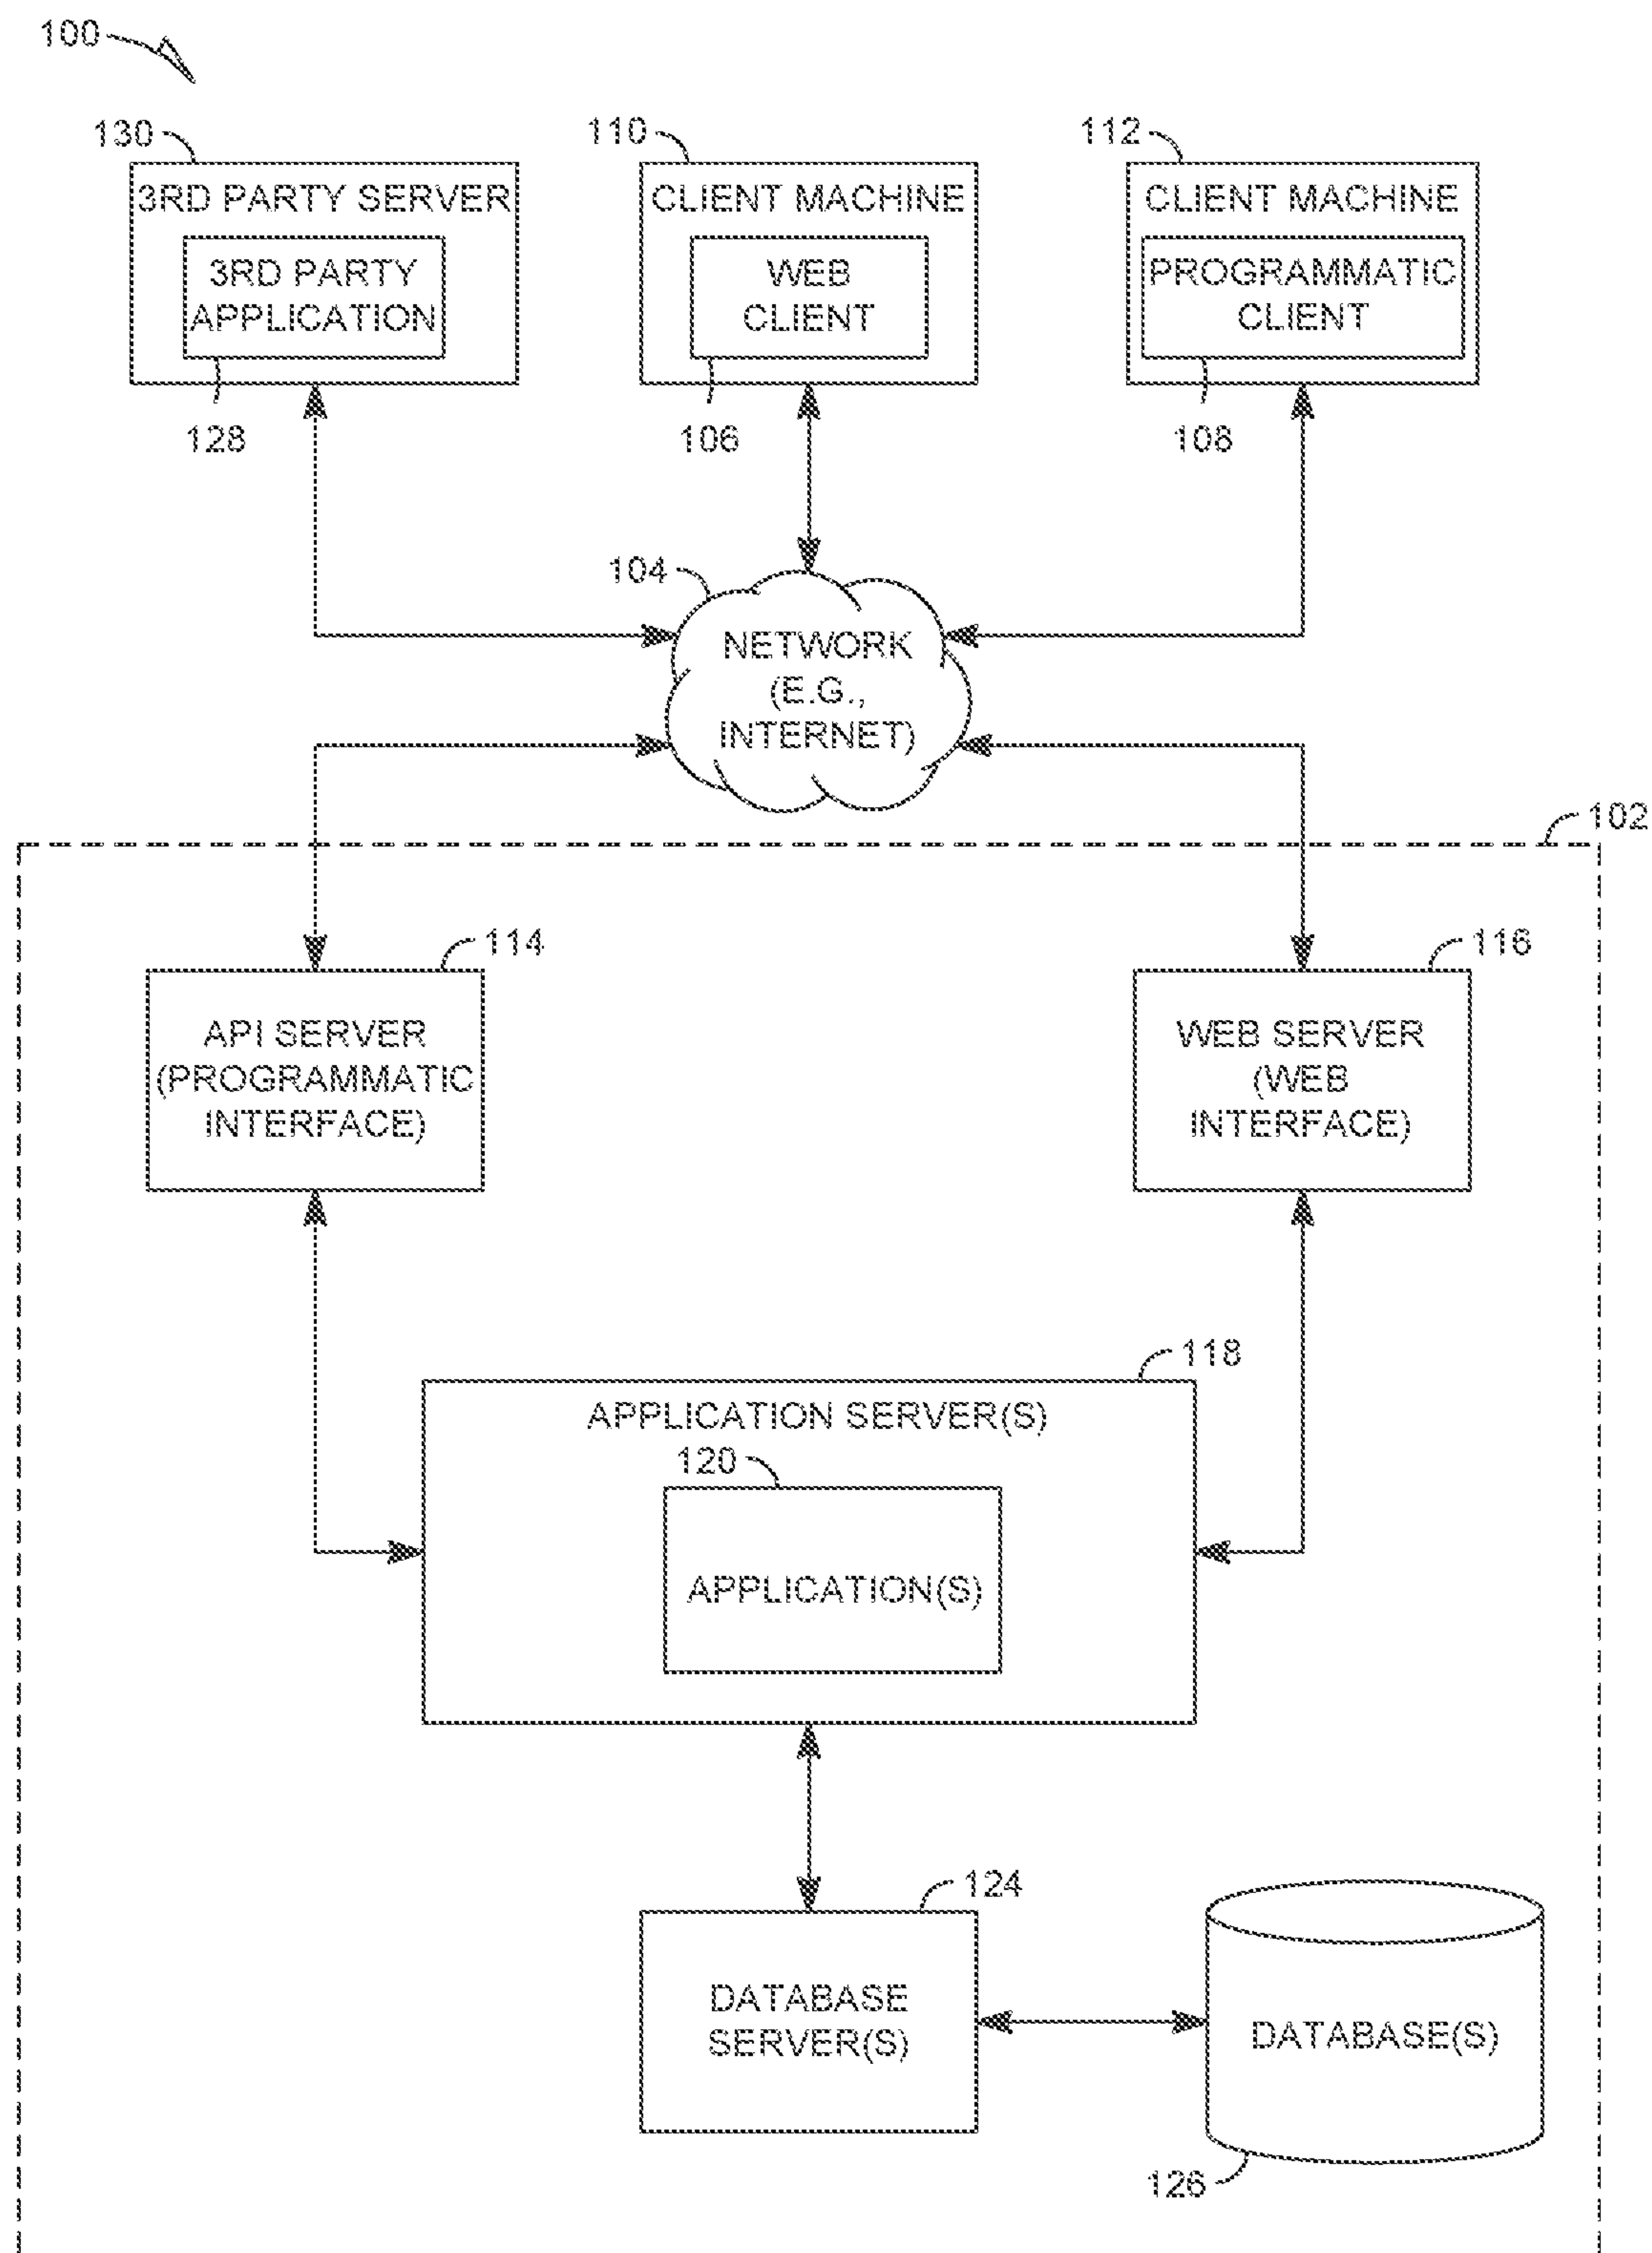 100
130
110
112
3RD PARTY SERVER
3RD PARTY
APPLICATION
128
CLIENT MACHINE
WEB
CLIENT
106
CLIENT MACHINE
PROGRAMMATIC
CLIENT
108
104
NETWORK
(E.G.,
INTERNET)
102
114
API SERVER
(PROGRAMMATIC
INTERFACE)
116
WEB SERVER
(WEB
INTERFACE)
118
APPLICATION SERVER(S)
120
APPLICATION(S)
124
DATABASE
SERVER(S)
DATABASE(S)
126